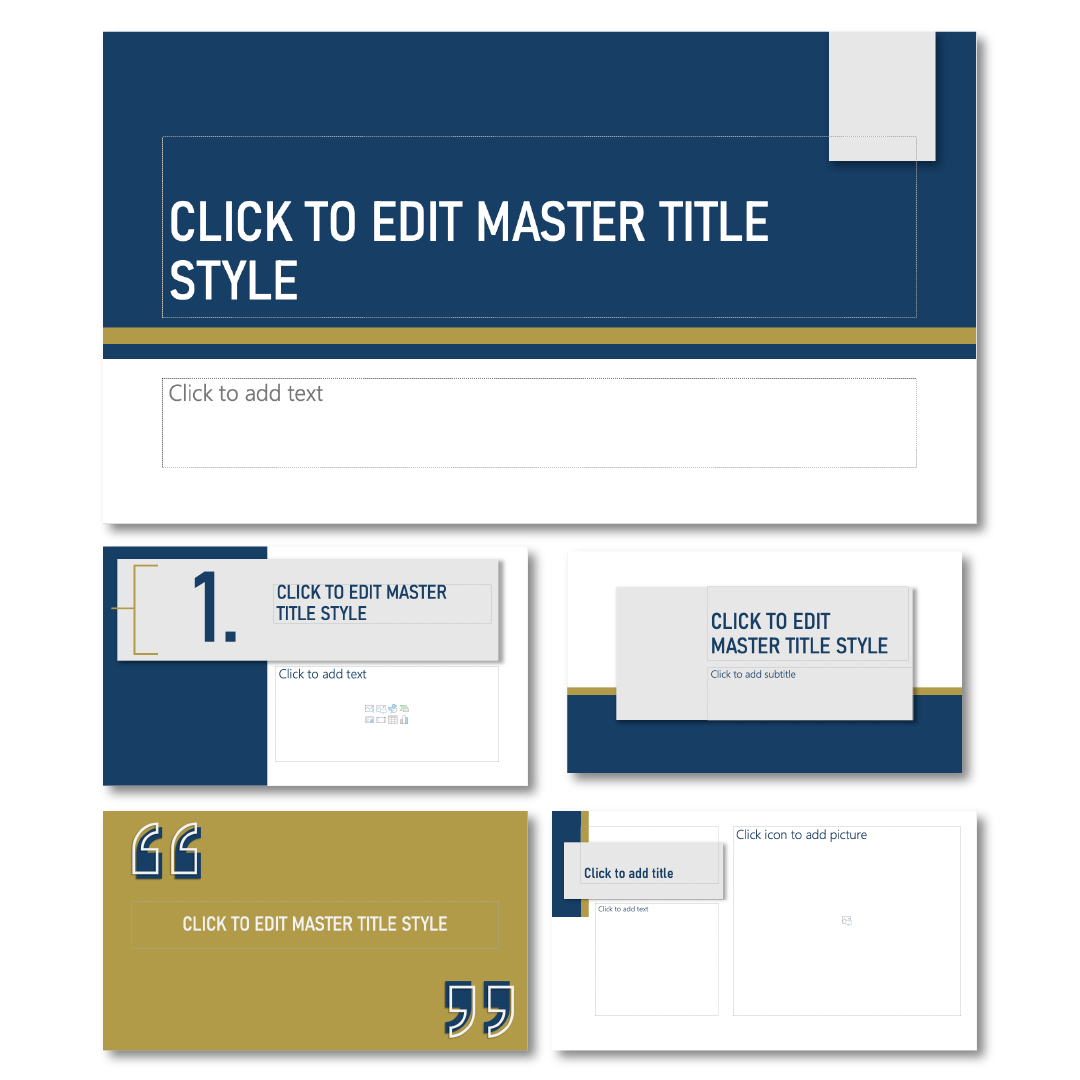 CLICK TO EDIT MASTER TITLE
STYLE
Click to add text
1.
CLICK TO EDIT MASTER
TITLE STYLE
Click to add text
CLICK TO EDIT
MASTER TITLE STYLE
Click to add subtitle
“
CLICK TO EDIT MASTER TITLE STYLE
”
Click to add title
Click to add text
Click icon to add picture